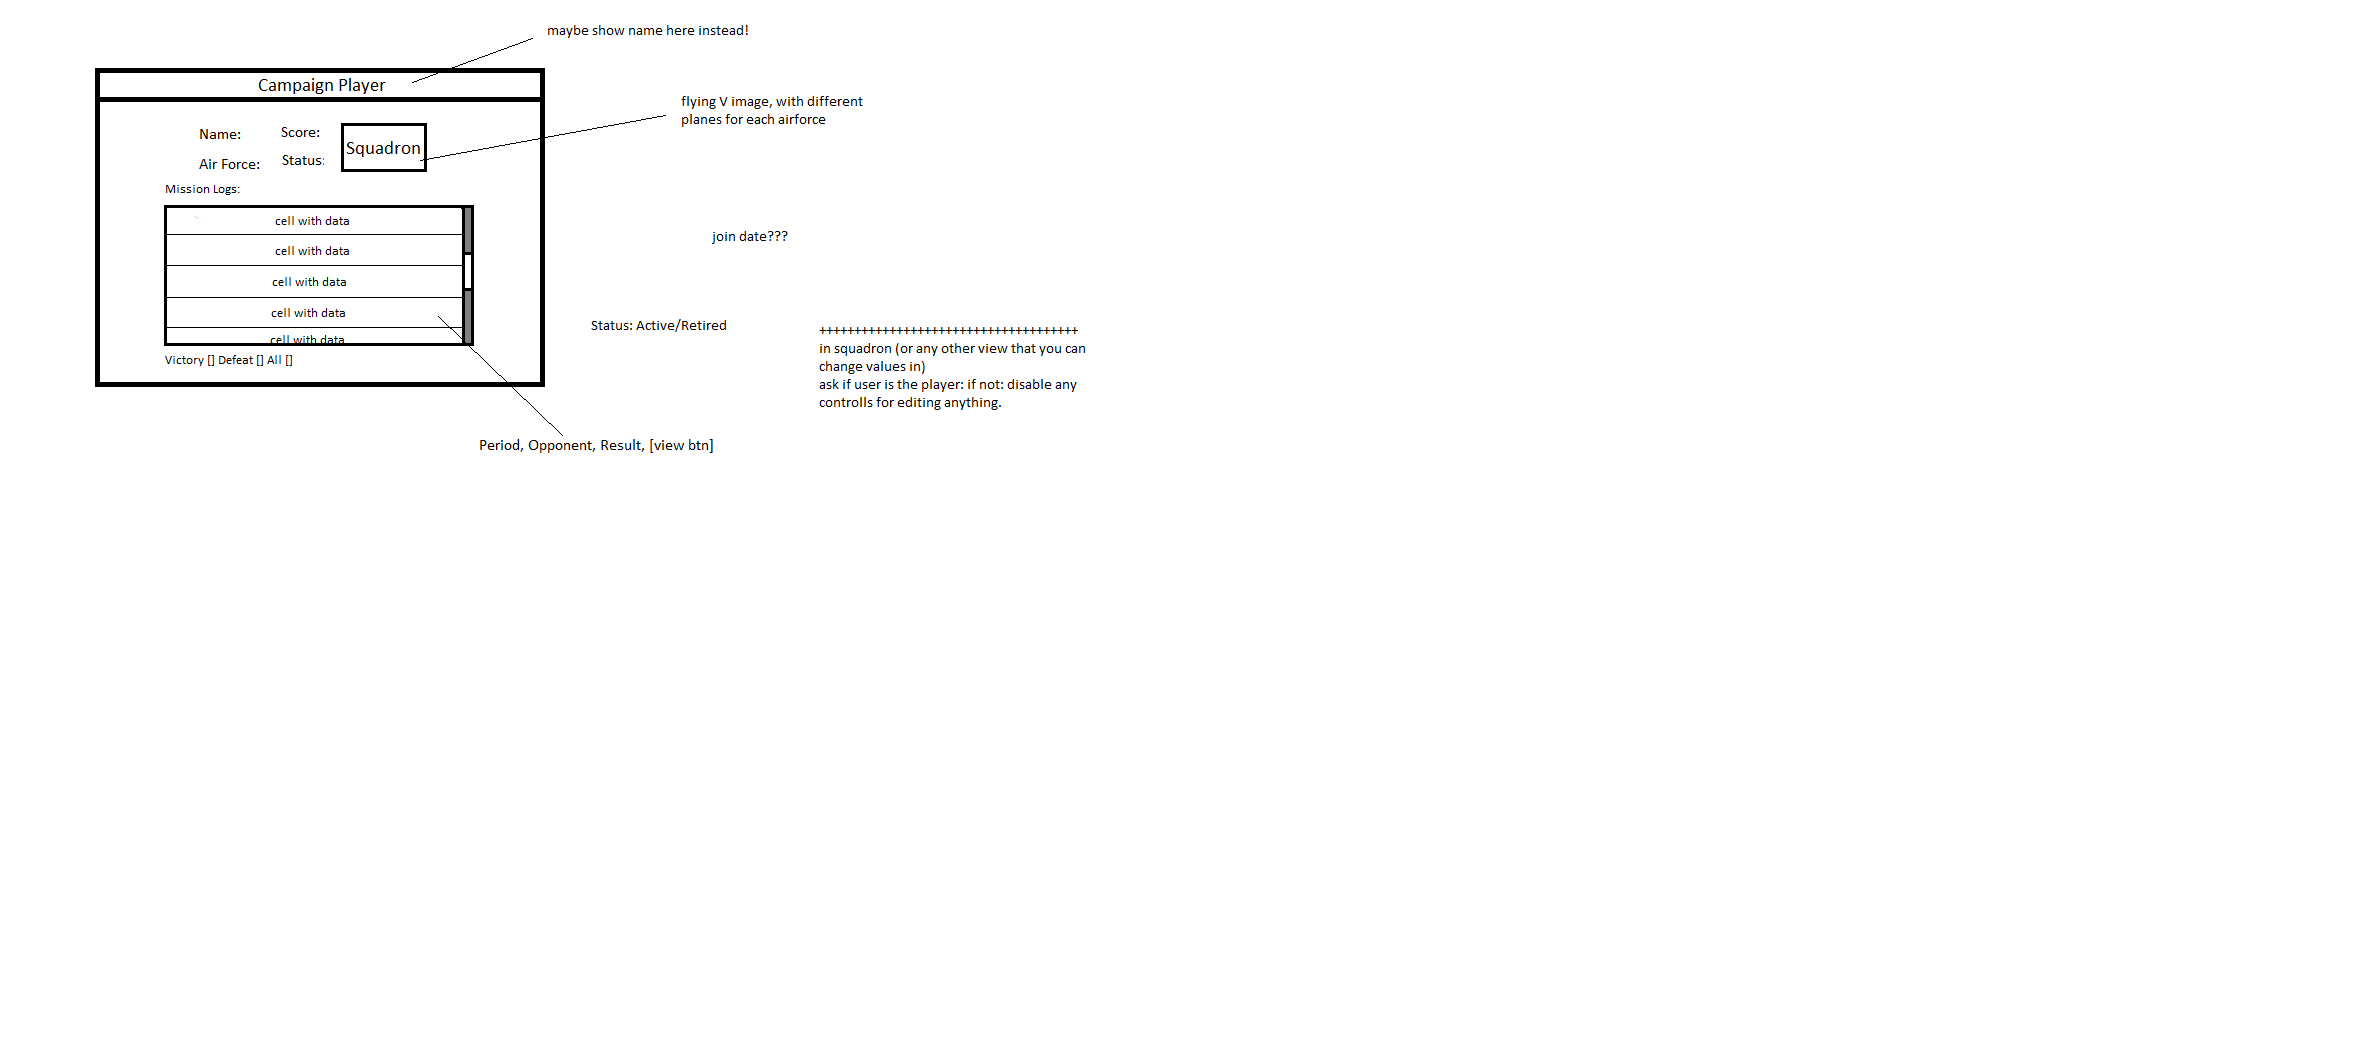 maybe show name here instead!
Campaign Player
flying V image, with different
planes for each airforce
Name:
Score:
Squadron
Air Force:
Status:
Mission Logs:
cell with data
cell with data
cell with data
cell with data
cell with data
Victory [] Defeat [] All []
join date???
Status: Active/Retired
+++++++++++++++++++++++++++++++++++++
in squadron (or any other view that you can
change values in)
ask if user is the player: if not: disable any
controlls for editing anything.
Period, Opponent, Result, [view btn]